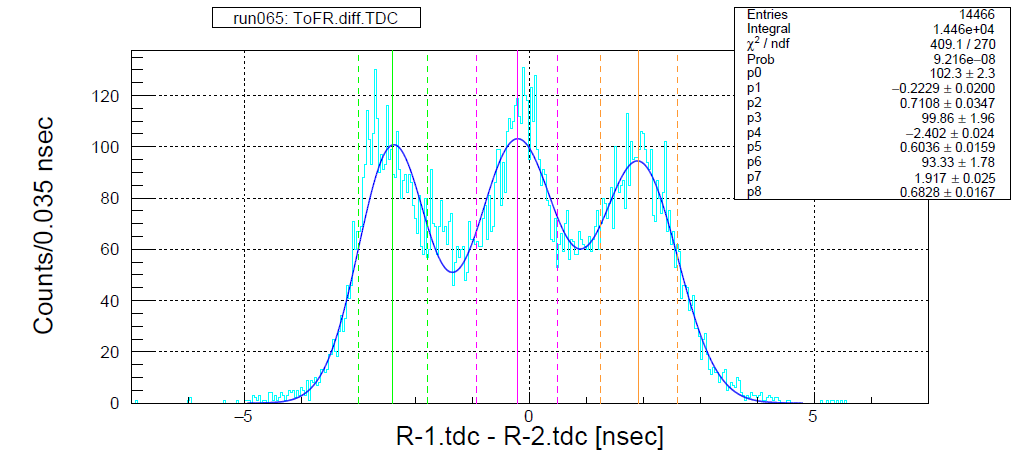 run065: ToFR.diff.TDC
Entries 14466
Integral 1.446e+04
χ² / ndf 409.1 / 270
Prob 9.216e−08
p0 102.3 ± 2.3
p1 −0.2229 ± 0.0200
p2 0.7108 ± 0.0347
p3 99.86 ± 1.96
p4 −2.402 ± 0.024
p5 0.6036 ± 0.0159
p6 93.33 ± 1.78
p7 1.917 ± 0.025
p8 0.6828 ± 0.0167
Counts/0.035 nsec
120
100
80
60
40
20
0
−5 0 5
R-1.tdc - R-2.tdc [nsec]